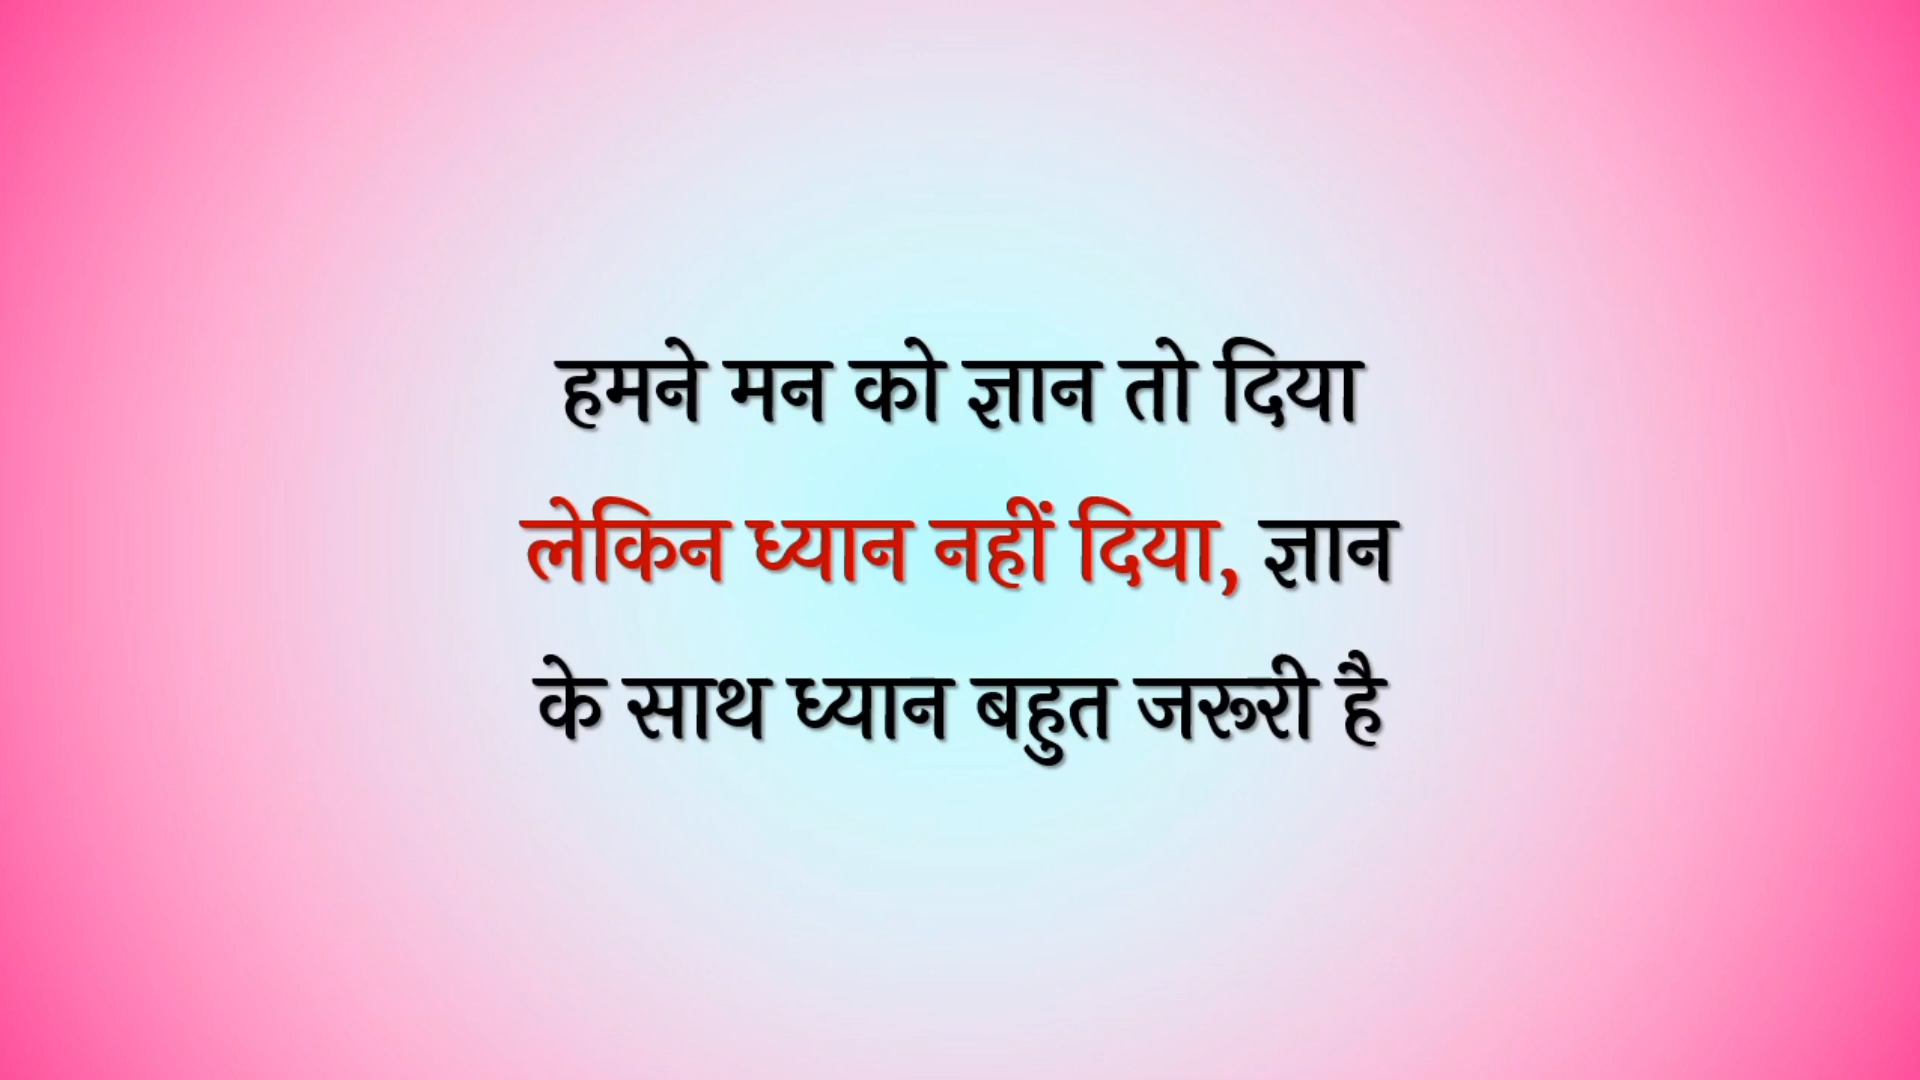 हमने मन को ज्ञान तो दिया
लेकिन ध्यान नहीं दिया, ज्ञान
के साथ ध्यान बहुत जरूरी है